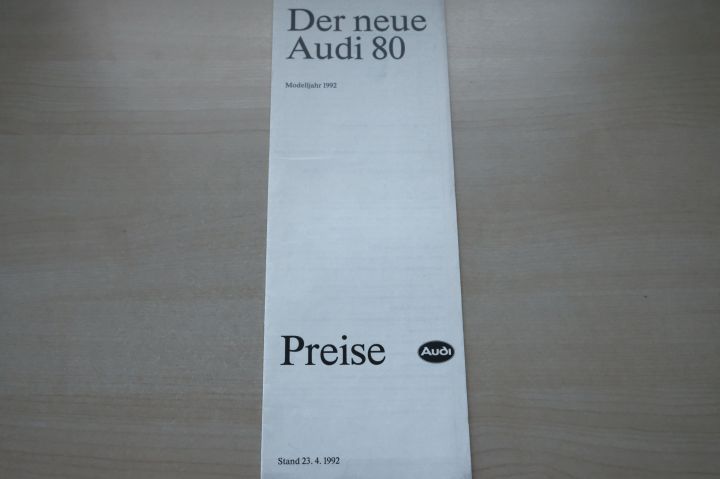 Der neue
Audi 80
Modelljahr 1992
Preise
Audi
Stand 23. 4. 1992